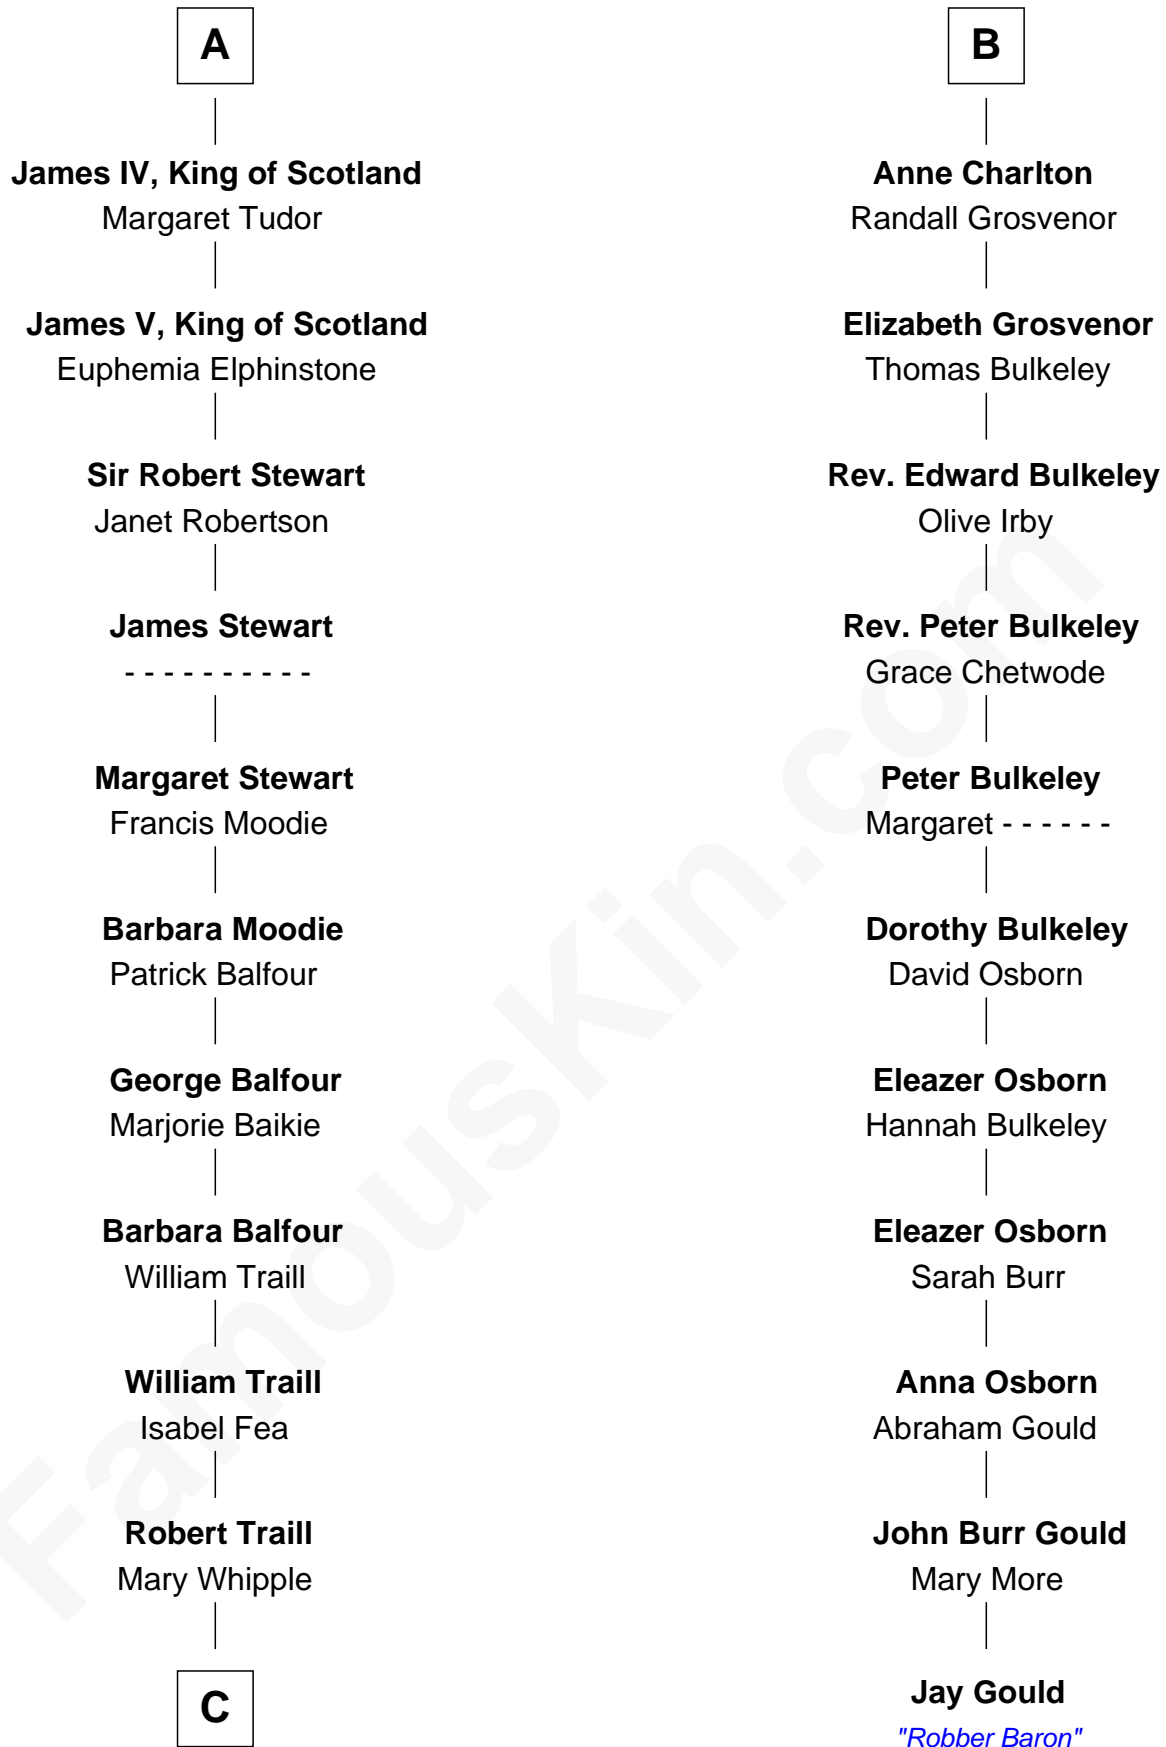 A
James IV, King of Scotland
Margaret Tudor
James V, King of Scotland
Euphemia Elphinstone
Sir Robert Stewart
Janet Robertson
James Stewart
- - - - - - - - - -
Margaret Stewart
Francis Moodie
Barbara Moodie
Patrick Balfour
George Balfour
Marjorie Baikie
Barbara Balfour
William Traill
William Traill
Isabel Fea
Robert Traill
Mary Whipple
C
B
Anne Charlton
Randall Grosvenor
Elizabeth Grosvenor
Thomas Bulkeley
Rev. Edward Bulkeley
Olive Irby
Rev. Peter Bulkeley
Grace Chetwode
Peter Bulkeley
Margaret - - - - - -
Dorothy Bulkeley
David Osborn
Eleazer Osborn
Hannah Bulkeley
Eleazer Osborn
Sarah Burr
Anna Osborn
Abraham Gould
John Burr Gould
Mary More
Jay Gould
"Robber Baron"
FamousKin.com